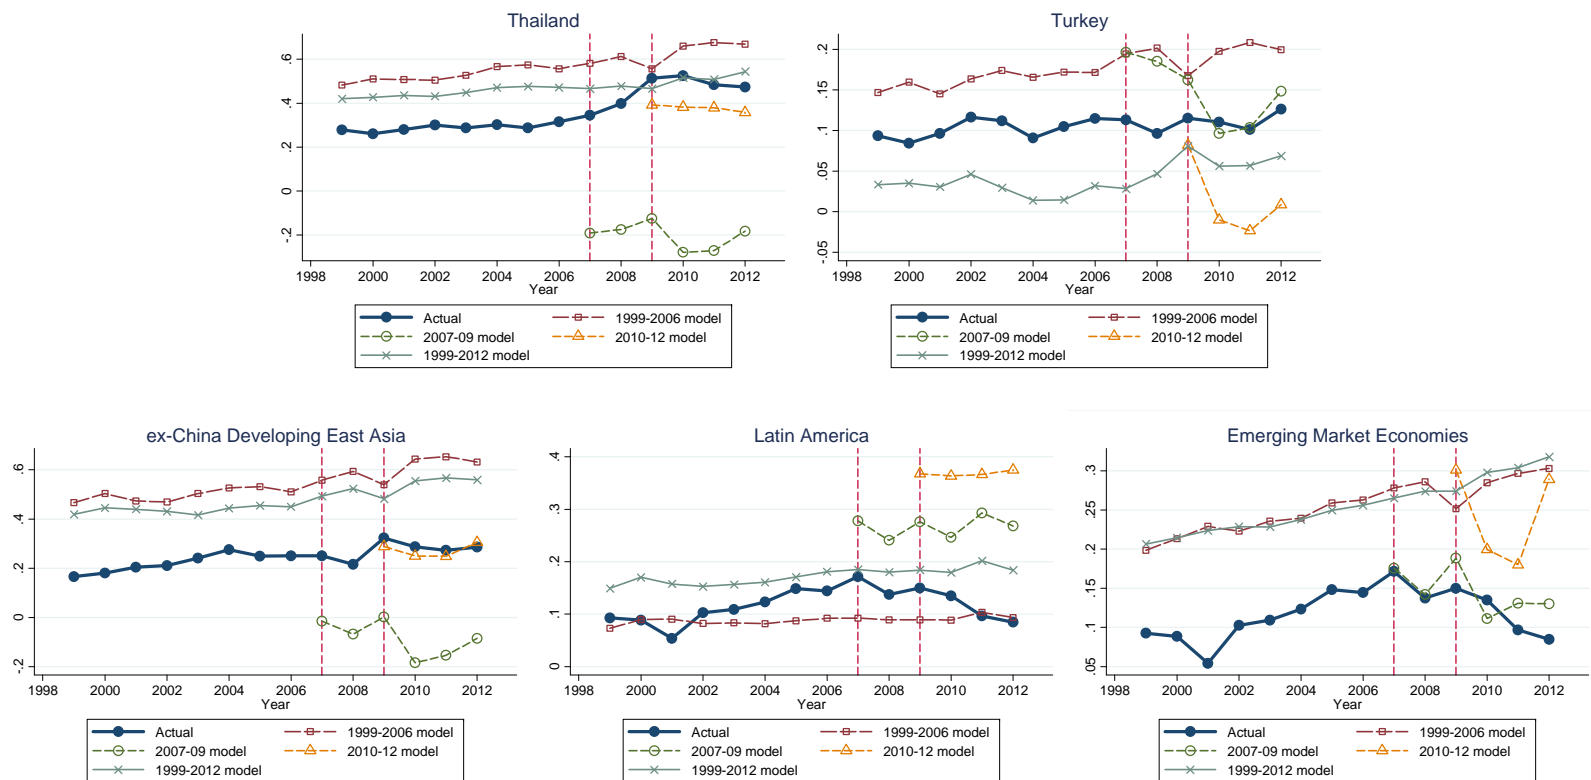 Thailand
.6
.4
.2
0
-.2
1998 2000 2002 2004 2006 2008 2010 2012
Year
Actual 1999-2006 model
2007-09 model 2010-12 model
1999-2012 model
Turkey
.2
.15
.1
.05
0
-.05
1998 2000 2002 2004 2006 2008 2010 2012
Year
Actual 1999-2006 model
2007-09 model 2010-12 model
1999-2012 model
ex-China Developing East Asia
.6
.4
.2
0
-.2
1998 2000 2002 2004 2006 2008 2010 2012
Year
Actual 1999-2006 model
2007-09 model 2010-12 model
1999-2012 model
Latin America
.4
.3
.2
.1
0
1998 2000 2002 2004 2006 2008 2010 2012
Year
Actual 1999-2006 model
2007-09 model 2010-12 model
1999-2012 model
Emerging Market Economies
.3
.25
.2
.15
.1
.05
1998 2000 2002 2004 2006 2008 2010 2012
Year
Actual 1999-2006 model
2007-09 model 2010-12 model
1999-2012 model